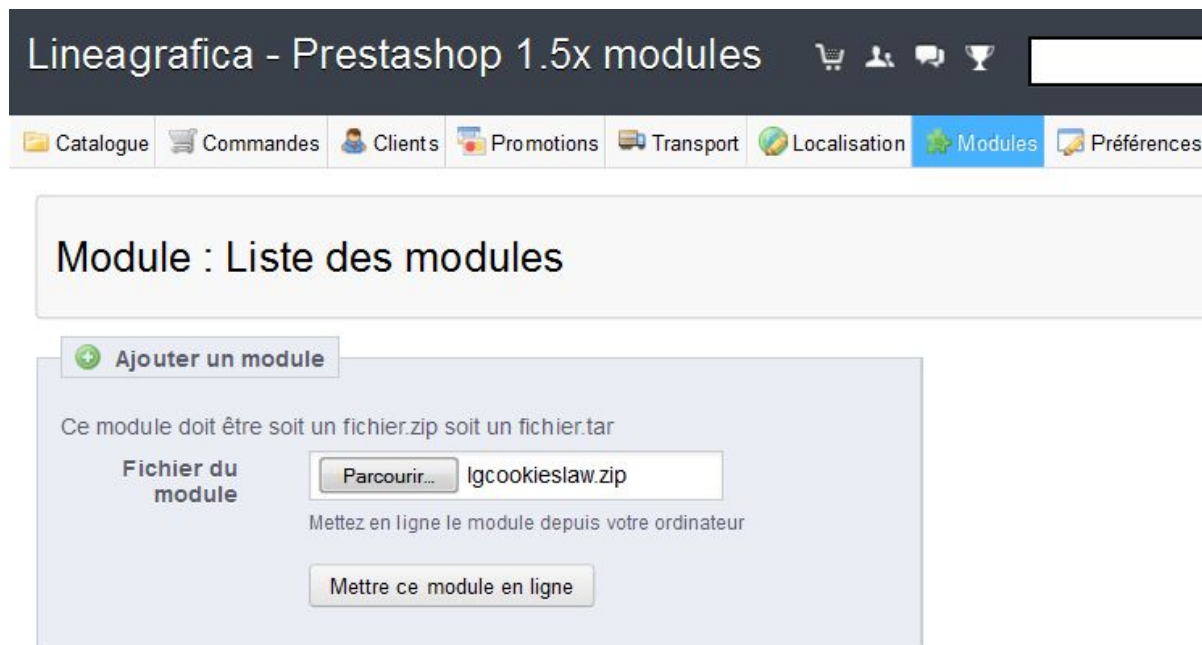 Lineagrafica - Prestashop 1.5x modules
Catalogue Commandes Clients Promotions Transport Localisation Modules Préférences
Module : Liste des modules
Ajouter un module
Ce module doit être soit un fichier.zip soit un fichier.tar
Fichier du module
Parcourir... lgcookieslaw.zip
Mettez en ligne le module depuis votre ordinateur
Mettre ce module en ligne